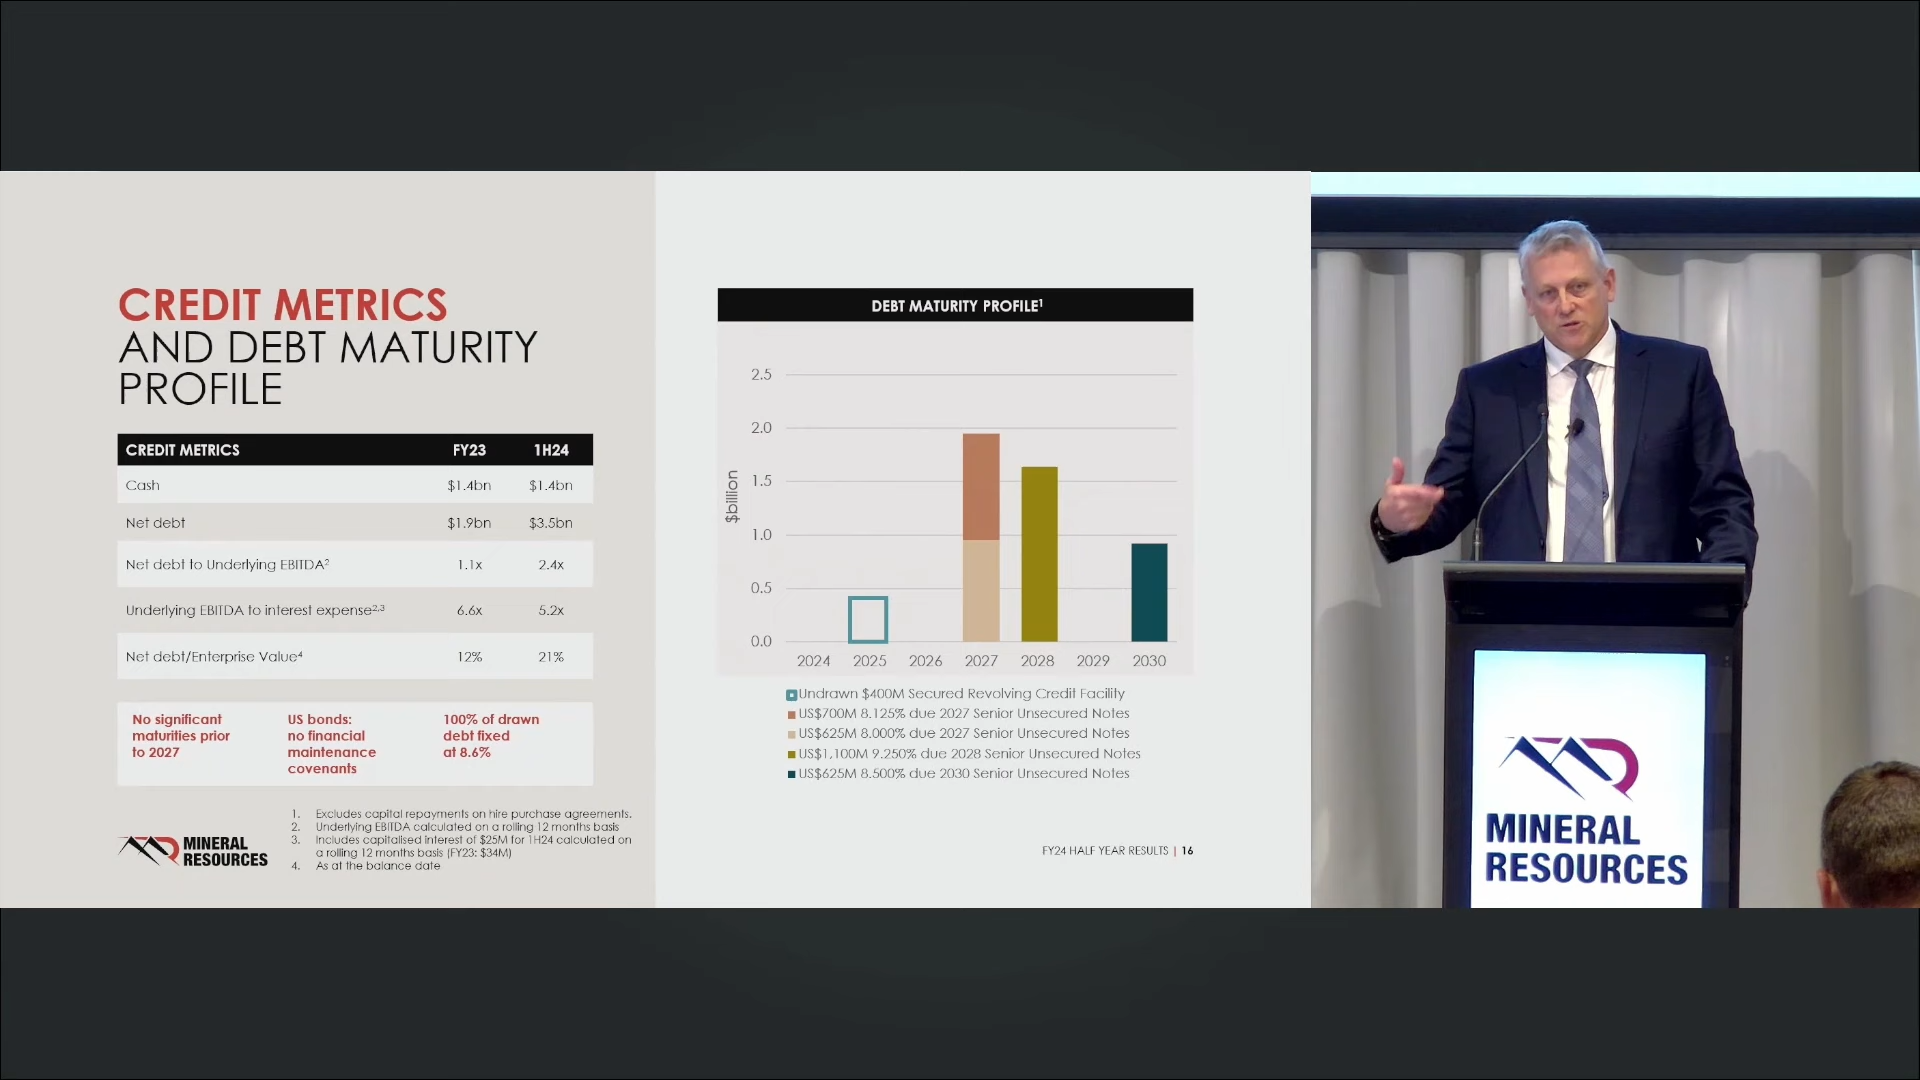 CREDIT METRICS
AND DEBT MATURITY
PROFILE
CREDIT METRICS FY23 1H24
Cash $1.4bn $1.4bn
Net debt $1.9bn $3.5bn
Net debt to Underlying EBITDA² 1.1x 2.4x
Underlying EBITDA to interest expense²,³ 6.6x 5.2x
Net debt/Enterprise Value⁴ 12% 21%
No significant
maturities prior
to 2027
US bonds:
no financial
maintenance
covenants
100% of drawn
debt fixed
at 8.6%
1. Excludes capital repayments on hire purchase agreements.
2. Underlying EBITDA calculated on a rolling 12 months basis
3. Includes capitalised interest of $25M for 1H24 calculated on
a rolling 12 months basis (FY23: $34M)
4. As at the balance date
MINERAL
RESOURCES
DEBT MATURITY PROFILE¹
$billion
2.5
2.0
1.5
1.0
0.5
0.0
2024 2025 2026 2027 2028 2029 2030
Undrawn $400M Secured Revolving Credit Facility
US$700M 8.125% due 2027 Senior Unsecured Notes
US$625M 8.000% due 2027 Senior Unsecured Notes
US$1,100M 9.250% due 2028 Senior Unsecured Notes
US$625M 8.500% due 2030 Senior Unsecured Notes
FY24 HALF YEAR RESULTS | 16
MINERAL
RESOURCES